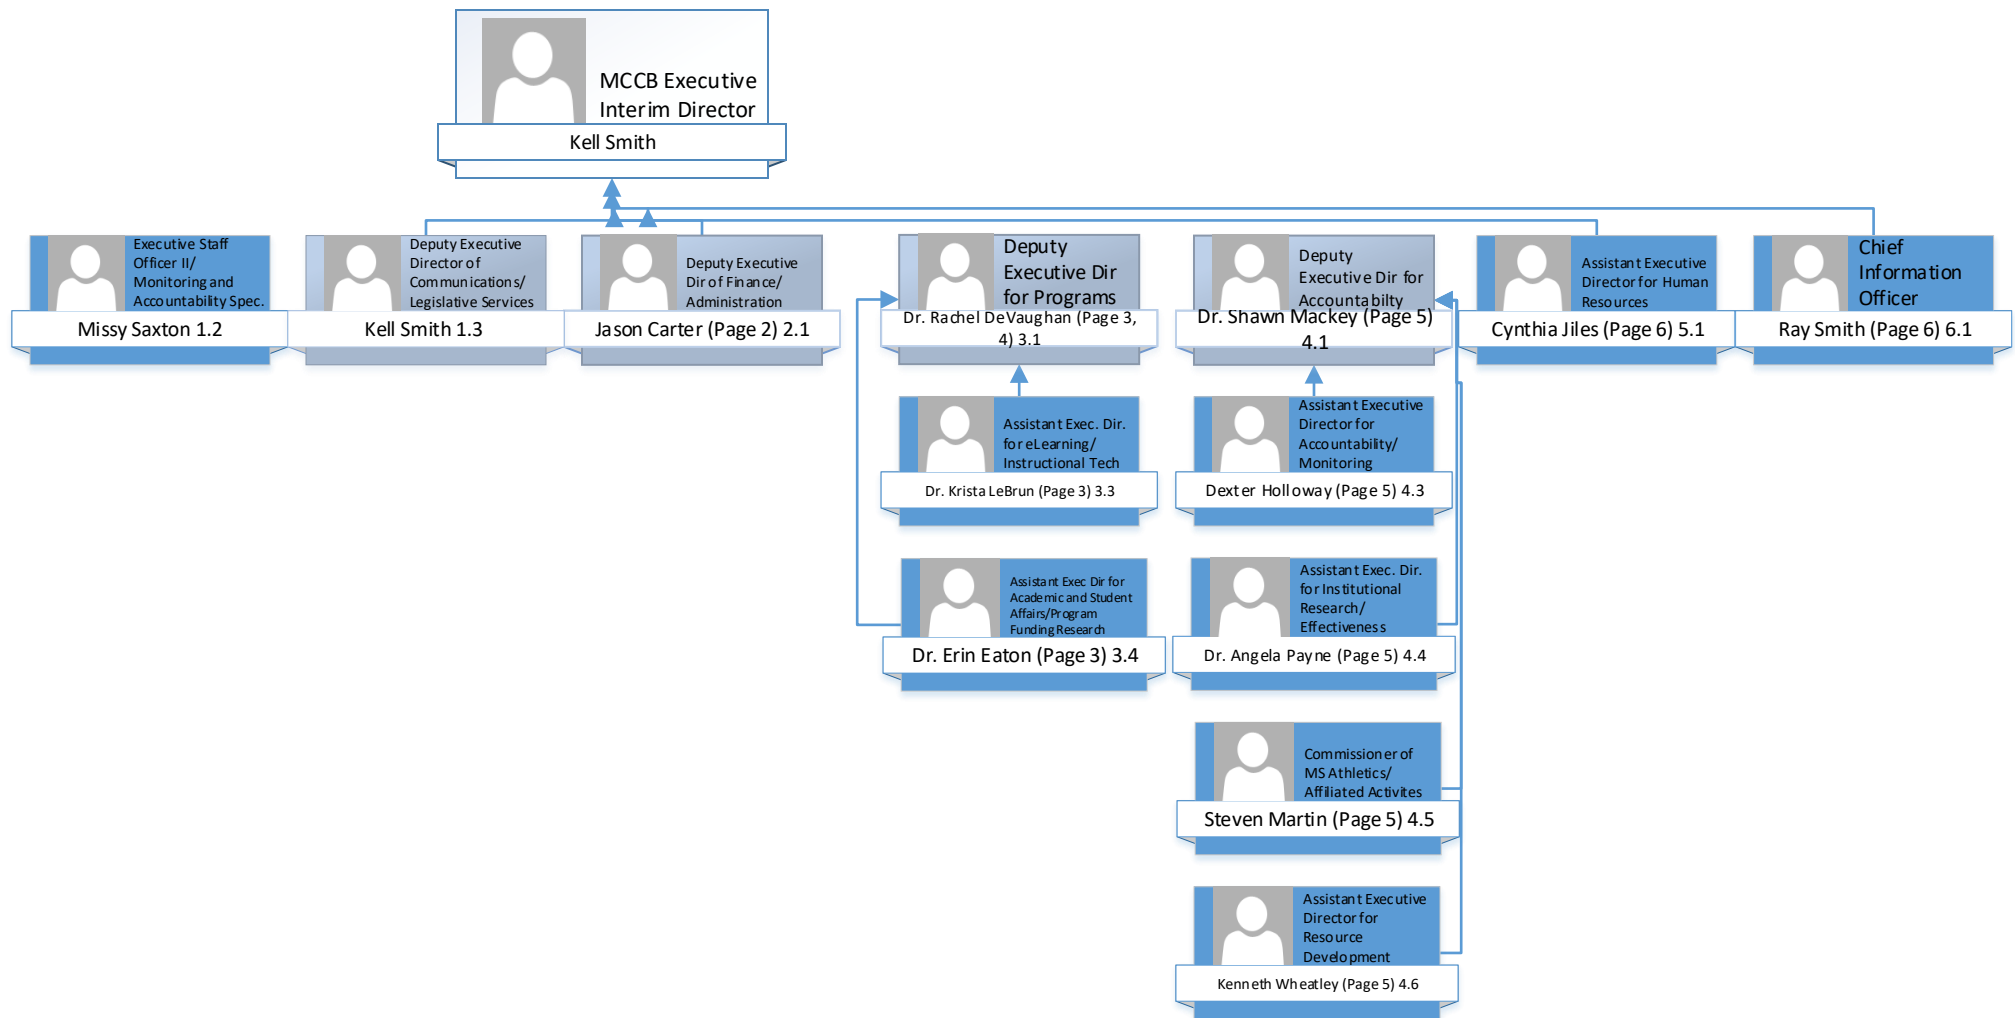 MCCB Executive
Interim Director
Kell Smith
Executive Staff
Officer II/
Monitoring and
Accountability Spec.
Missy Saxton 1.2
Deputy Executive
Director of
Communications/
Legislative Services
Kell Smith 1.3
Deputy Executive
Dir of Finance/
Administration
Jason Carter (Page 2) 2.1
Deputy
Executive Dir
for Programs
Dr. Rachel DeVaughan (Page 3,
4) 3.1
Deputy
Executive Dir for
Accountabilty
Dr. Shawn Mackey (Page 5)
4.1
Assistant Executive
Director for Human
Resources
Cynthia Jiles (Page 6) 5.1
Chief
Information
Officer
Ray Smith (Page 6) 6.1
Assistant Exec. Dir.
for eLearning/
Instructional Tech
Dr. Krista LeBrun (Page 3) 3.3
Assistant Executive
Director for
Accountability/
Monitoring
Dexter Holloway (Page 5) 4.3
Assistant Exec Dir for
Academic and Student
Affairs/Program
Funding Research
Dr. Erin Eaton (Page 3) 3.4
Assistant Exec. Dir.
for Institutional
Research/
Effectiveness
Dr. Angela Payne (Page 5) 4.4
Commissioner of
MS Athletics/
Affiliated Activites
Steven Martin (Page 5) 4.5
Assistant Executive
Director for
Resource
Development
Kenneth Wheatley (Page 5) 4.6